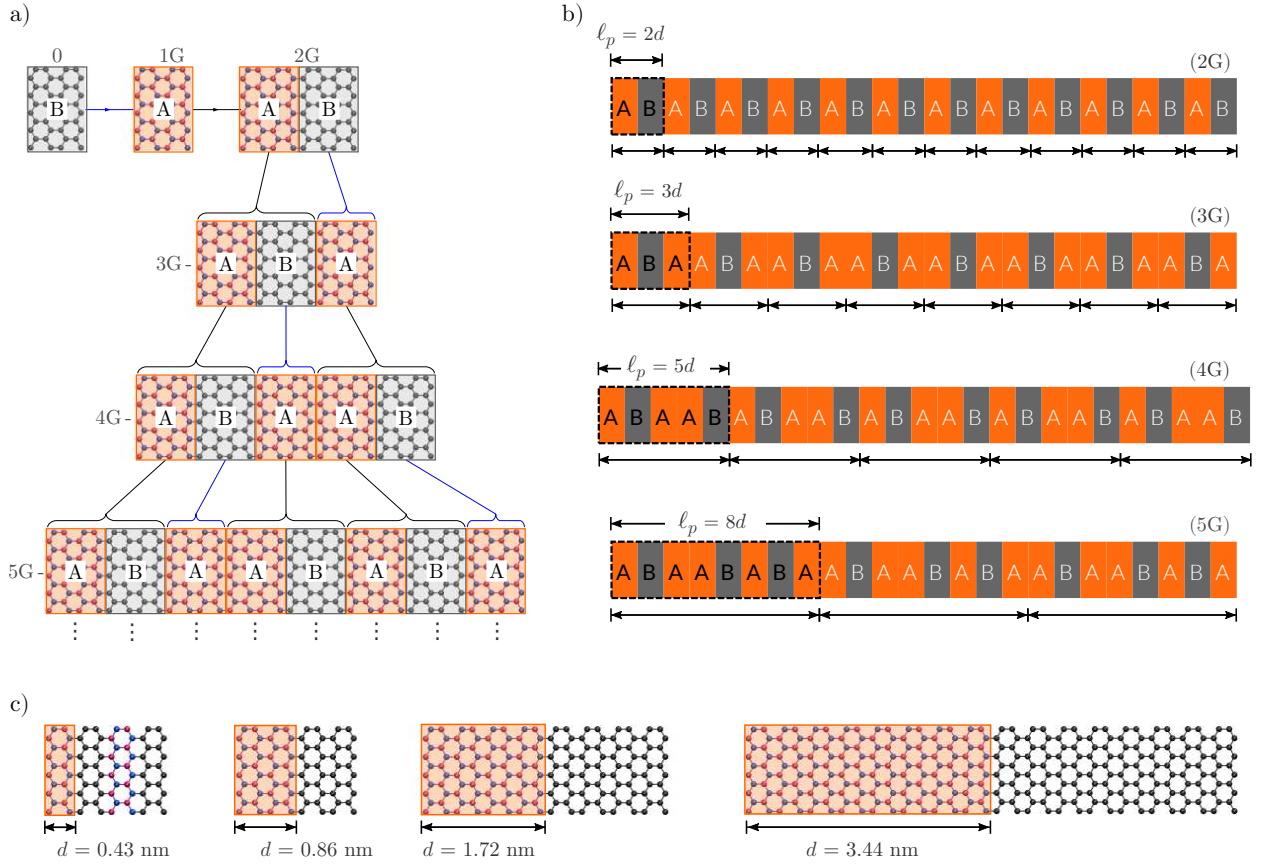 a)
0
1G
2G
B
A
A
B
3G
A
B
A
4G
A
B
A
A
B
5G
A
B
A
A
B
A
B
A
⋮ ⋮ ⋮ ⋮ ⋮ ⋮ ⋮ ⋮
b)
ℓp = 2d
(2G)
A B A B A B A B A B A B A B A B A B A B A B A B
ℓp = 3d
(3G)
A B A A B A A B A A B A A B A A B A A B A A B A
ℓp = 5d
(4G)
A B A A B A B A A B A B A A B A B A A B A B A A B
ℓp = 8d
(5G)
A B A A B A B A A B A A B A B A A B A A B A B A
c)
d = 0.43 nm
d = 0.86 nm
d = 1.72 nm
d = 3.44 nm